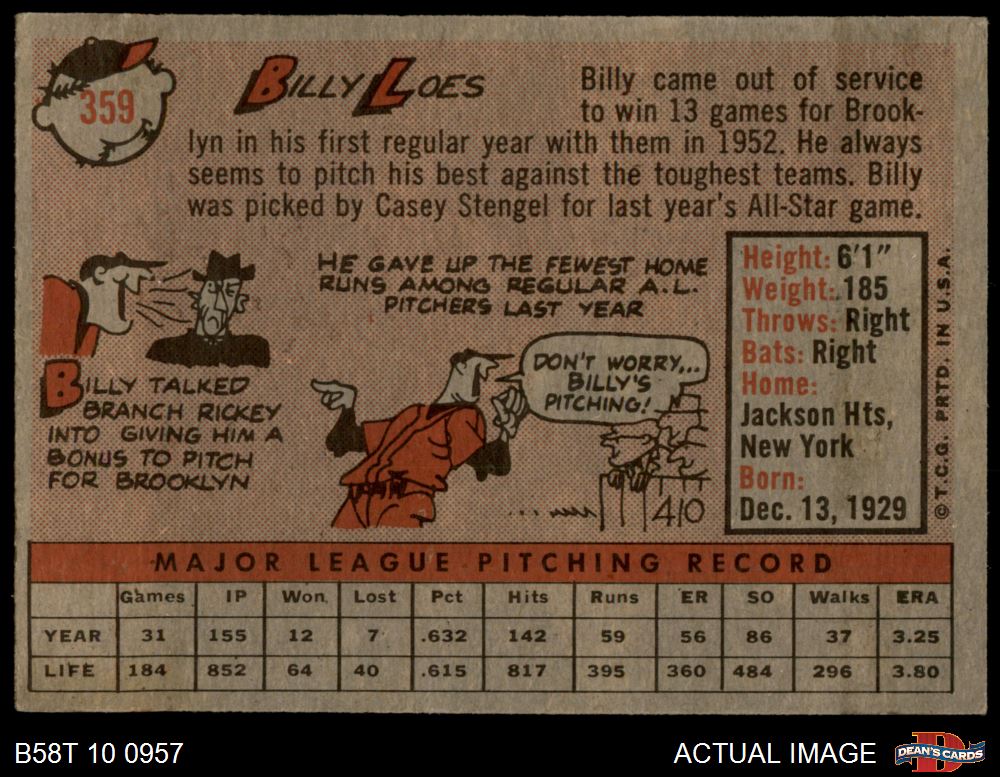 359
BILLY LOES
Billy came out of service
to win 13 games for Brook-
lyn in his first regular year with them in 1952. He always
seems to pitch his best against the toughest teams. Billy
was picked by Casey Stengel for last year's All-Star game.
HE GAVE UP THE FEWEST HOME
RUNS AMONG REGULAR A.L.
PITCHERS LAST YEAR
BILLY TALKED
BRANCH RICKEY
INTO GIVING HIM A
BONUS TO PITCH
FOR BROOKLYN
DON'T WORRY,...
BILLY'S
PITCHING!
410
Height: 6'1"
Weight: 185
Throws: Right
Bats: Right
Home:
Jackson Hts,
New York
Born:
Dec. 13, 1929
© T.C.G. PRTD. IN U.S.A.
MAJOR LEAGUE PITCHING RECORD
Games IP Won Lost Pct Hits Runs ER SO Walks ERA
YEAR 31 155 12 7 .632 142 59 56 86 37 3.25
LIFE 184 852 64 40 .615 817 395 360 484 296 3.80
B58T 10 0957
ACTUAL IMAGE
DEAN'S CARDS